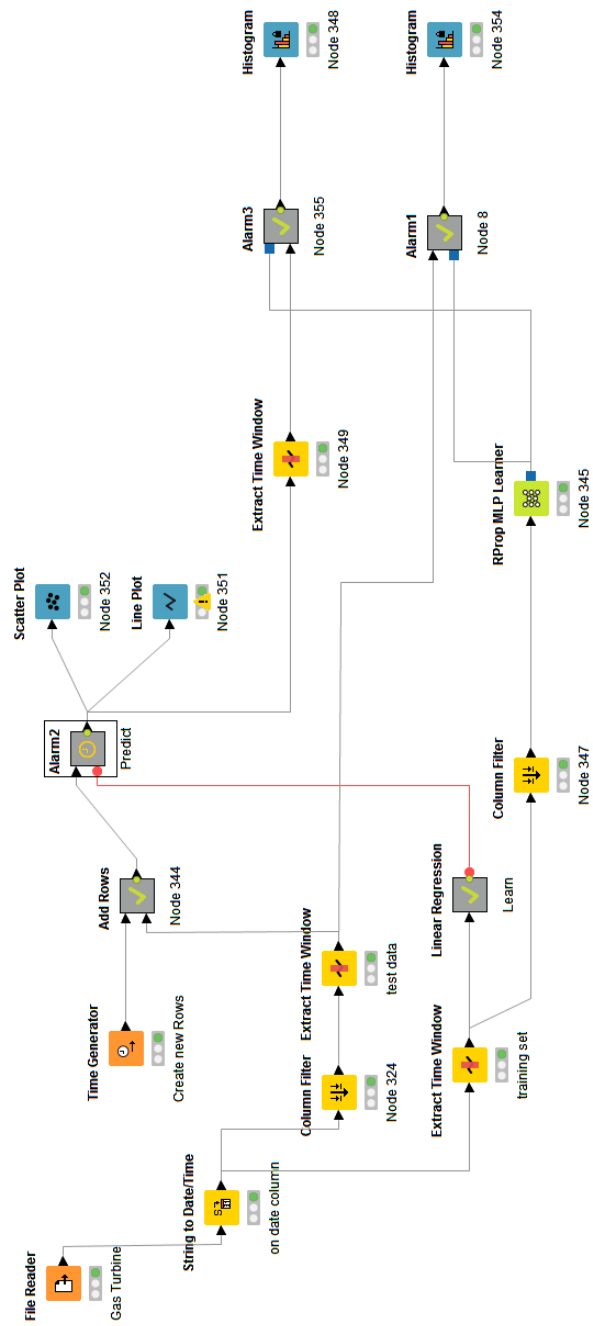 File Reader
Gas Turbine
String to Date/Time
on date column
Time Generator
Create new Rows
Column Filter
Node 324
Extract Time Window
test data
Extract Time Window
training set
Add Rows
Node 344
Linear Regression
Learn
Alarm2
Predict
Column Filter
Node 347
Scatter Plot
Node 352
Line Plot
Node 351
Extract Time Window
Node 349
RProp MLP Learner
Node 345
Alarm3
Node 355
Alarm1
Node 8
Histogram
Node 348
Histogram
Node 354